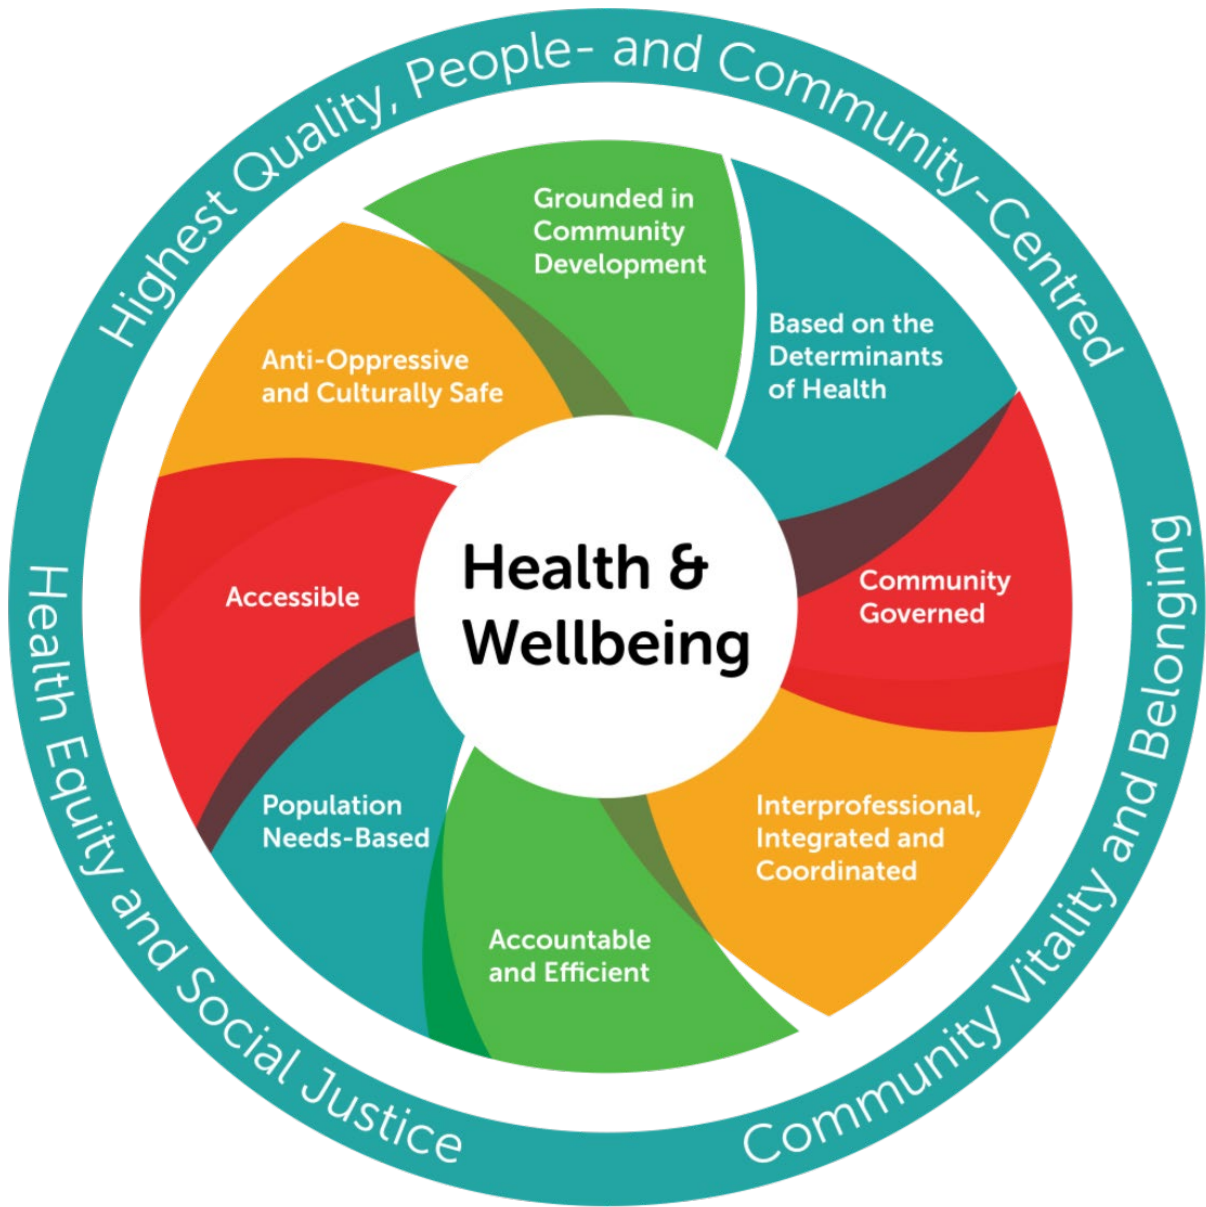 Highest Quality, People- and Community-Centred
Grounded in
Community
Development
Based on the
Determinants
of Health
Anti-Oppressive
and Culturally Safe
Accessible
Health &
Wellbeing
Community
Governed
Population
Needs-Based
Interprofessional,
Integrated and
Coordinated
Accountable
and Efficient
Health Equity and Social Justice
Community Vitality and Belonging